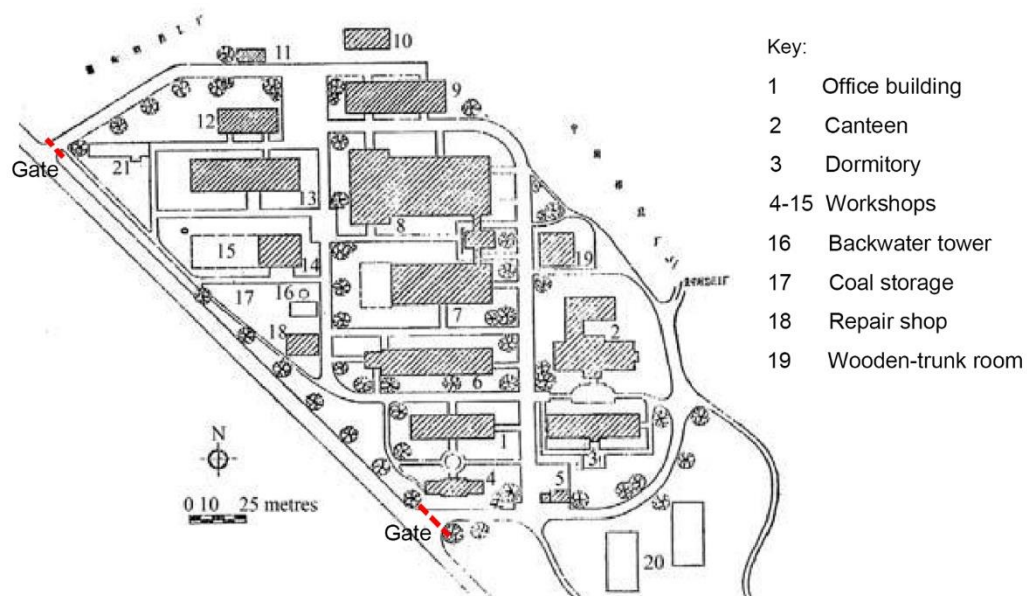 10
11
9
12
21
Gate
13
8
15
14
19
16
17
7
18
2
6
1
3
N
4
5
0 10 25 metres
Gate
20
Key:
1 Office building
2 Canteen
3 Dormitory
4-15 Workshops
16 Backwater tower
17 Coal storage
18 Repair shop
19 Wooden-trunk room